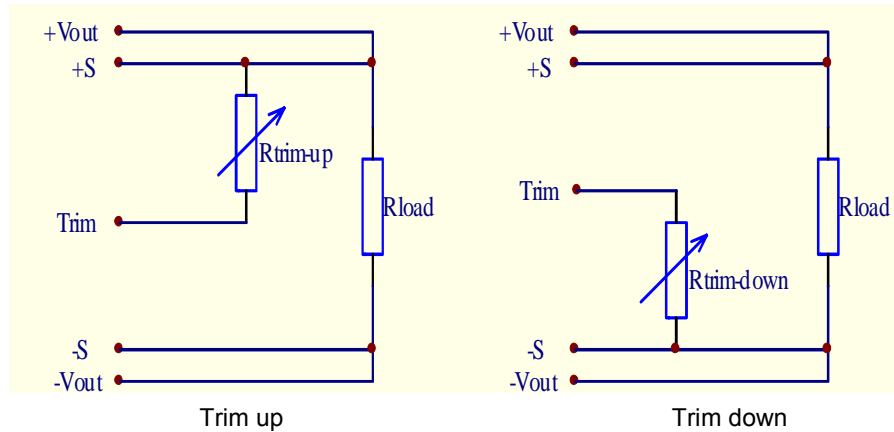 +Vout
+S
Rtrim-up
Trim
Rload
-S
-Vout
Trim up
+Vout
+S
Trim
Rload
Rtrim-down
-S
-Vout
Trim down